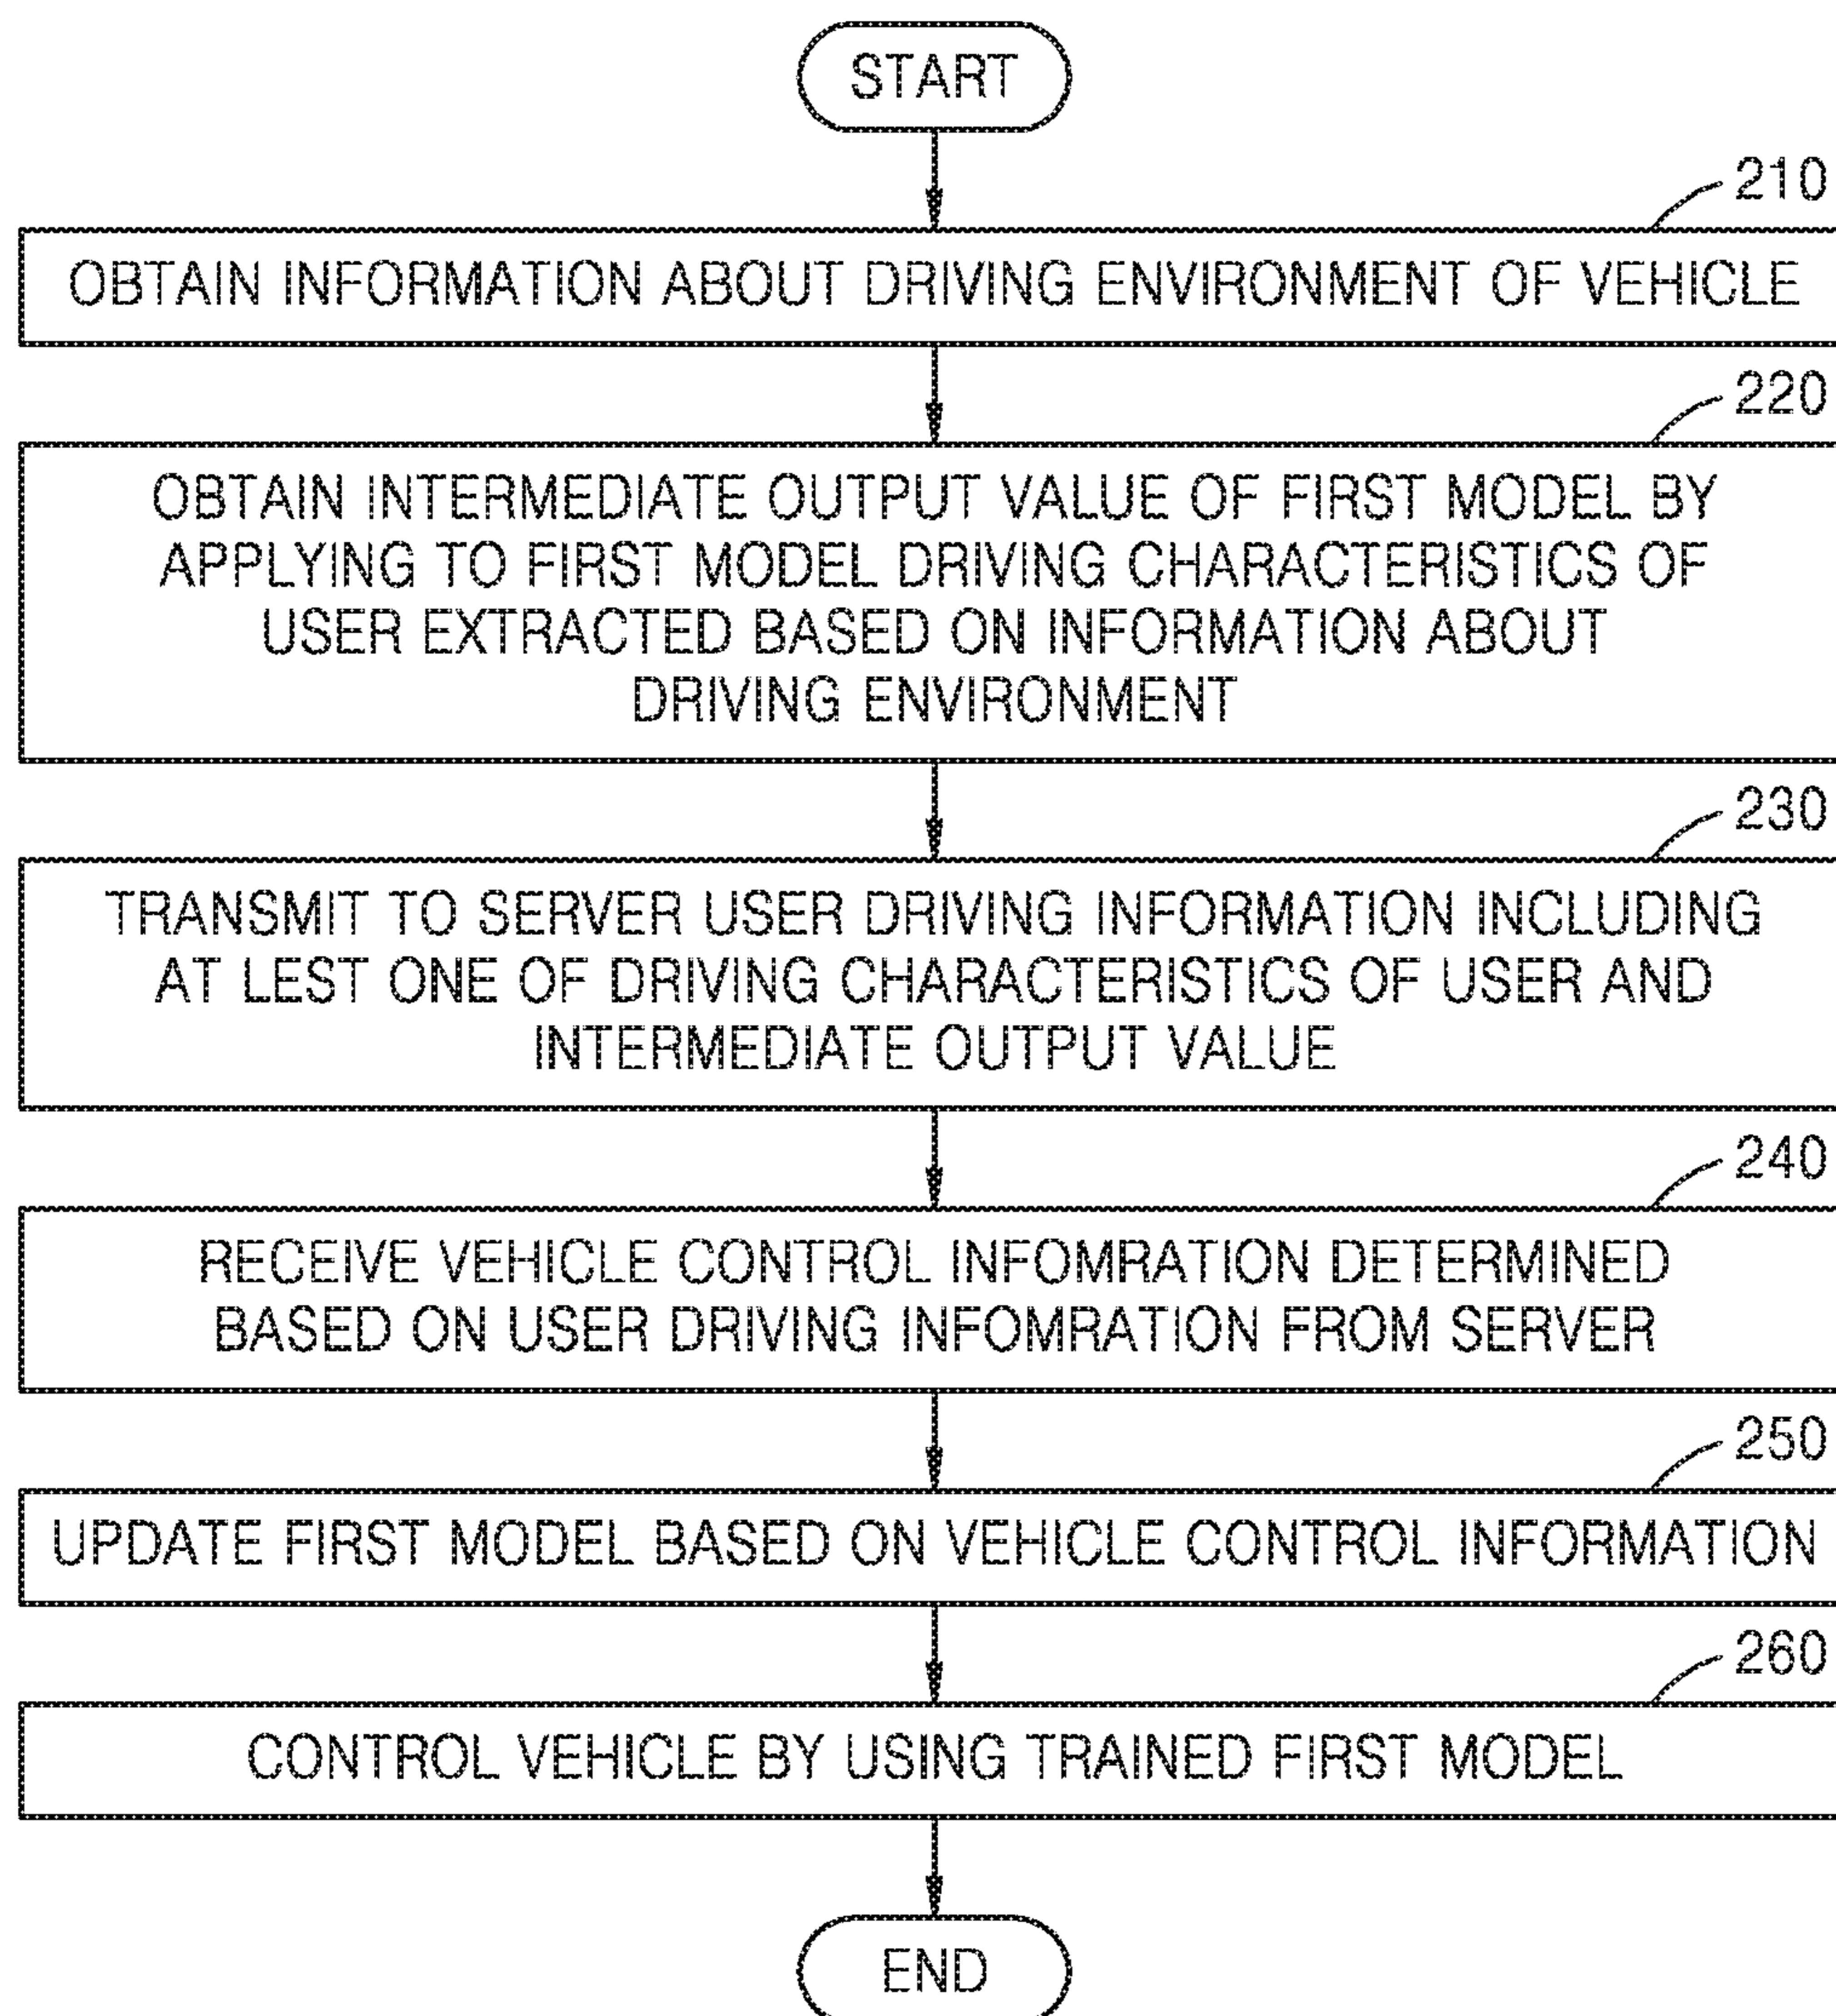 START
210
OBTAIN INFORMATION ABOUT DRIVING ENVIRONMENT OF VEHICLE
220
OBTAIN INTERMEDIATE OUTPUT VALUE OF FIRST MODEL BY
APPLYING TO FIRST MODEL DRIVING CHARACTERISTICS OF
USER EXTRACTED BASED ON INFORMATION ABOUT
DRIVING ENVIRONMENT
230
TRANSMIT TO SERVER USER DRIVING INFORMATION INCLUDING
AT LEST ONE OF DRIVING CHARACTERISTICS OF USER AND
INTERMEDIATE OUTPUT VALUE
240
RECEIVE VEHICLE CONTROL INFOMRATION DETERMINED
BASED ON USER DRIVING INFOMRATION FROM SERVER
250
UPDATE FIRST MODEL BASED ON VEHICLE CONTROL INFORMATION
260
CONTROL VEHICLE BY USING TRAINED FIRST MODEL
END